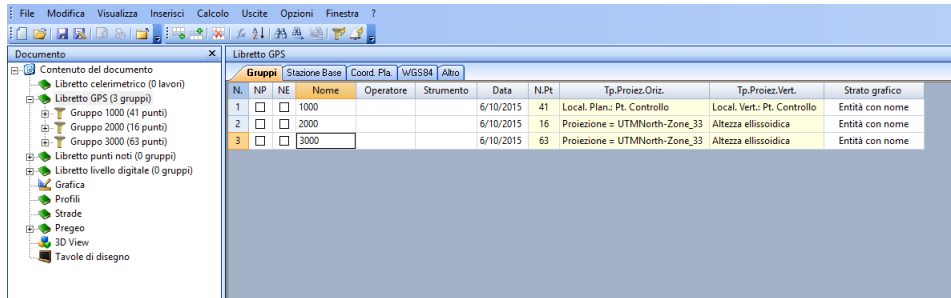 File Modifica Visualizza Inserisci Calcolo Uscite Opzioni Finestra ?
Documento x
Libretto GPS
Contenuto del documento
Libretto celerimetrico (0 lavori)
Libretto GPS (3 gruppi)
Gruppo 1000 (41 punti)
Gruppo 2000 (16 punti)
Gruppo 3000 (63 punti)
Libretto punti noti (0 gruppi)
Libretto livello digitale (0 gruppi)
Grafica
Profili
Strade
Pregeo
3D View
Tavole di disegno
Gruppi Stazione Base Coord. Pla. WGS84 Altro
N. NP NE Nome Operatore Strumento Data N.Pt Tp.Proiez.Oriz. Tp.Proiez.Vert. Strato grafico
1 1000 6/10/2015 41 Local. Plan.: Pt. Controllo Local. Vert.: Pt. Controllo Entità con nome
2 2000 6/10/2015 16 Proiezione = UTMNorth-Zone_33 Altezza ellissoidica Entità con nome
3 3000 6/10/2015 63 Proiezione = UTMNorth-Zone_33 Altezza ellissoidica Entità con nome